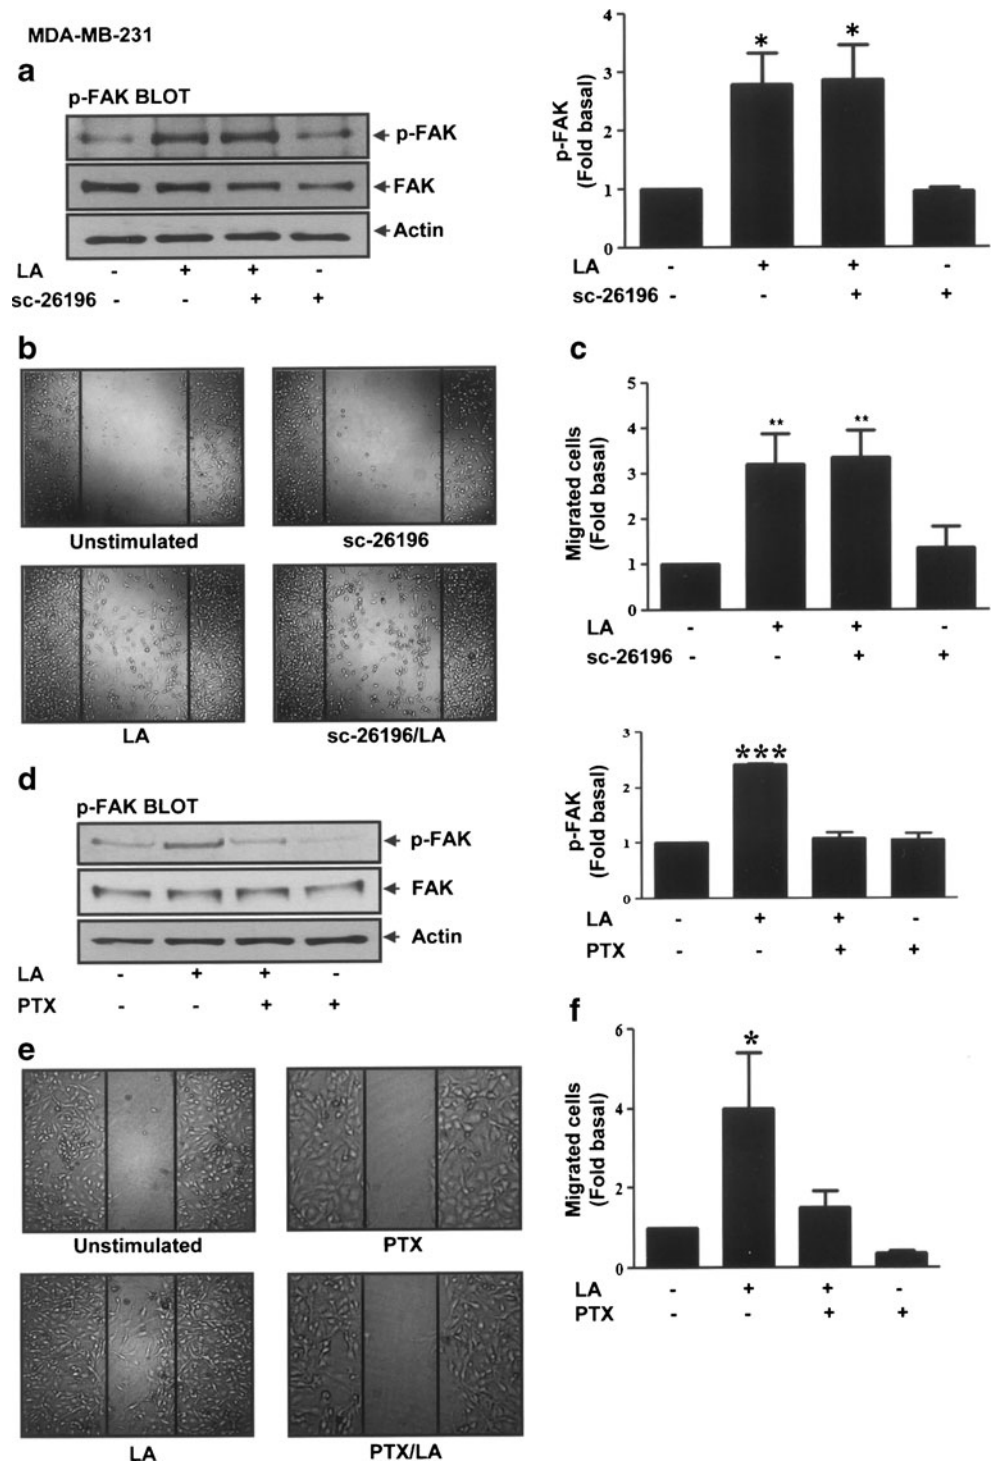 MDA-MB-231
a
p-FAK BLOT
p-FAK
FAK
Actin
LA - + + -
sc-26196 - - + +
p-FAK
(Fold basal)
4
3
2
1
0
*
*
LA - + + -
sc-26196 - - + +
b
Unstimulated
sc-26196
LA
sc-26196/LA
c
Migrated cells
(Fold basal)
5
4
3
2
1
0
**
**
LA - + + -
sc-26196 - - + +
d
p-FAK BLOT
p-FAK
FAK
Actin
LA - + + -
PTX - - + +
p-FAK
(Fold basal)
3
2
1
0
***
LA - + + -
PTX - - + +
e
Unstimulated
PTX
LA
PTX/LA
f
Migrated cells
(Fold basal)
6
4
2
0
*
LA - + + -
PTX - - + +